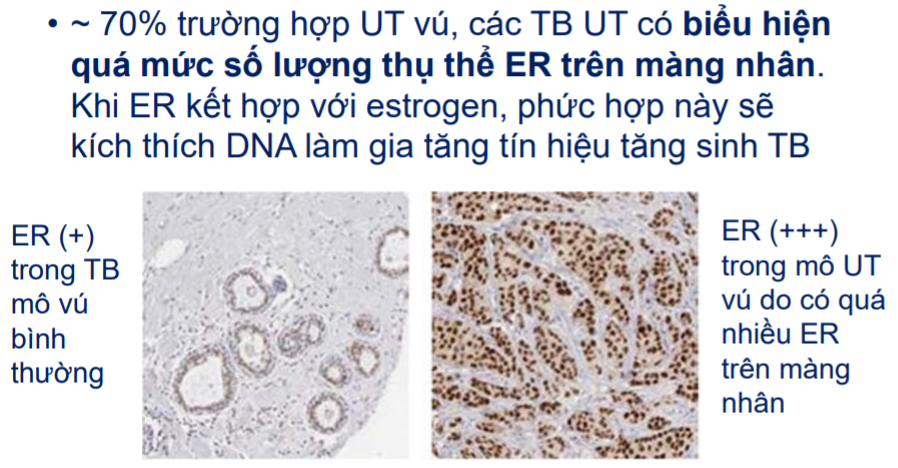 • ~ 70% trường hợp UT vú, các TB UT có biểu hiện
quá mức số lượng thụ thể ER trên màng nhân.
Khi ER kết hợp với estrogen, phức hợp này sẽ
kích thích DNA làm gia tăng tín hiệu tăng sinh TB
ER (+)
trong TB
mô vú
bình
thường
ER (+++)
trong mô UT
vú do có quá
nhiều ER
trên màng
nhân